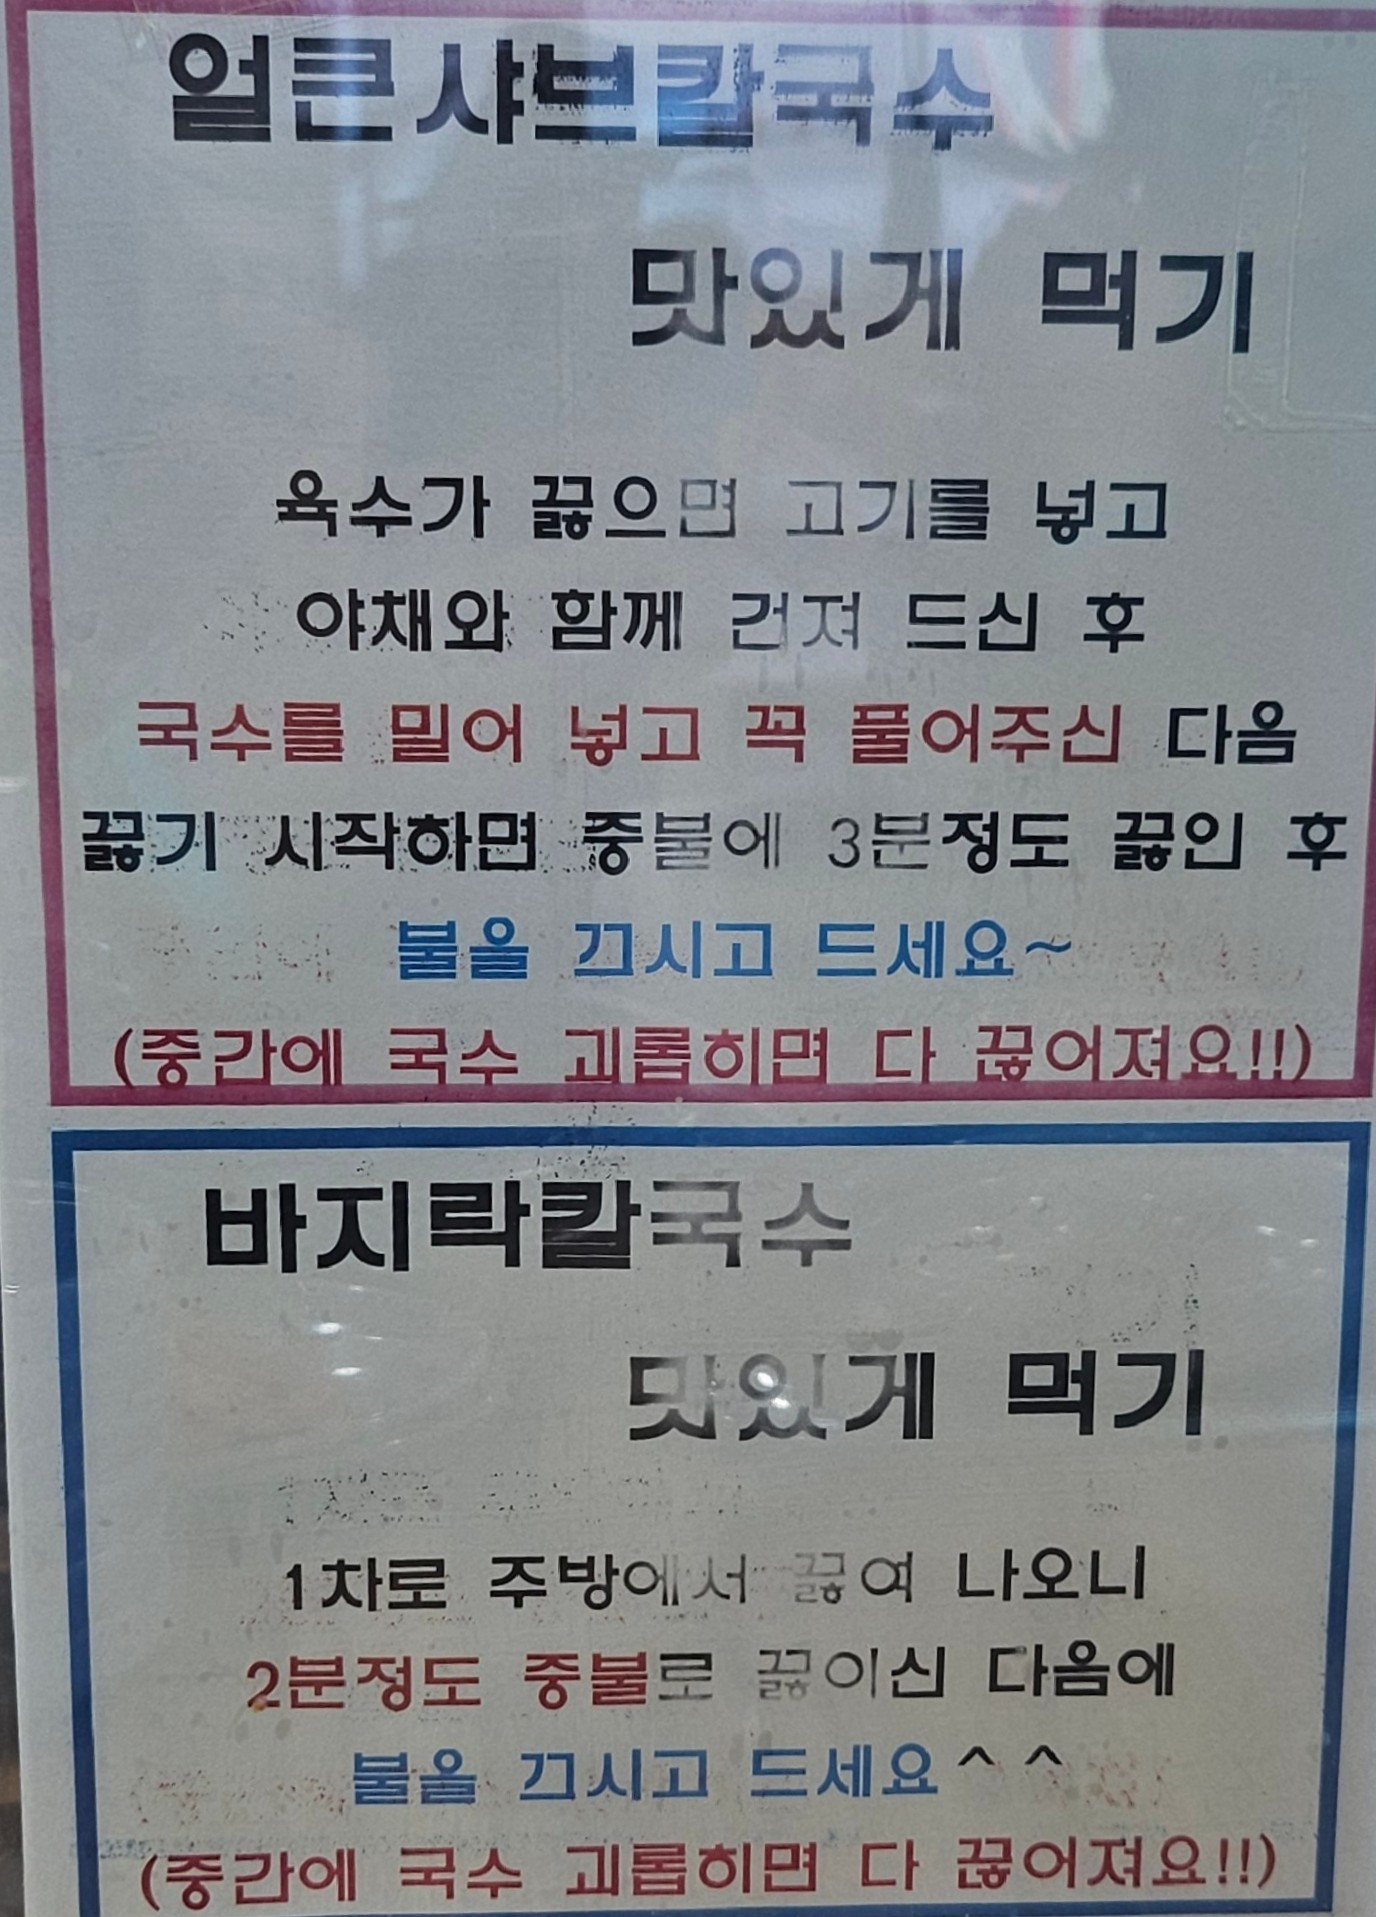 얼큰샤브칼국수
맛있게 먹기
육수가 끓으면 고기를 넣고
야채와 함께 건져 드신 후
국수를 밀어 넣고 꼭 풀어주신 다음
끓기 시작하면 중불에 3분정도 끓인 후
불을 끄시고 드세요~
(중간에 국수 괴롭히면 다 끊어져요!!)
바지락칼국수
맛있게 먹기
1차로 주방에서 끓여 나오니
2분정도 중불로 끓이신 다음에
불을 끄시고 드세요^ ^
(중간에 국수 괴롭히면 다 끊어져요!!)